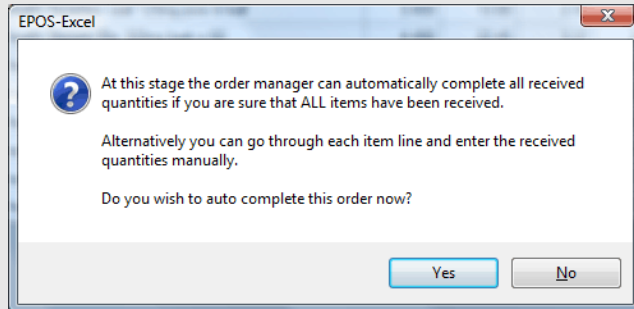 EPOS-Excel
At this stage the order manager can automatically complete all received
quantities if you are sure that ALL items have been received.
Alternatively you can go through each item line and enter the received
quantities manually.
Do you wish to auto complete this order now?
Yes
No